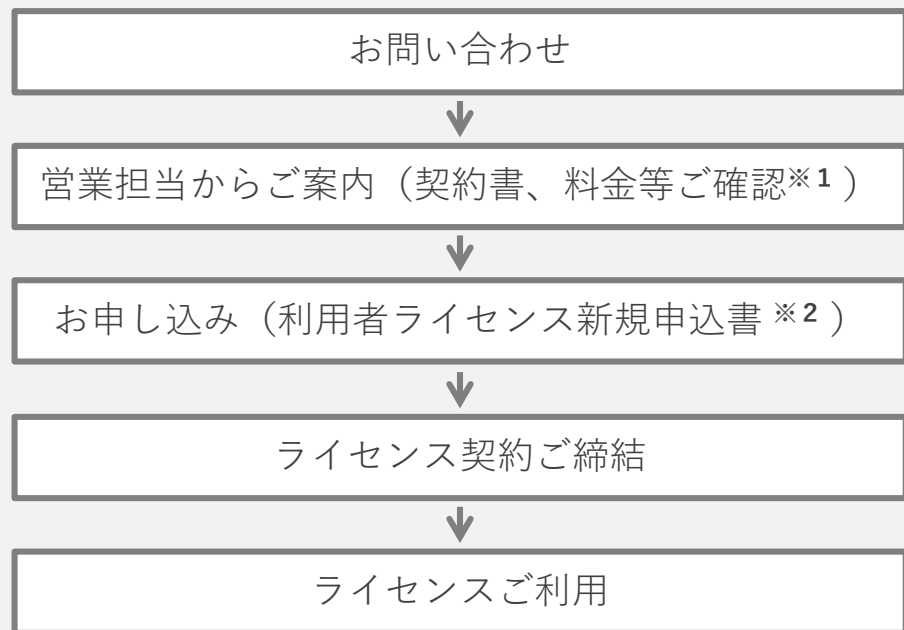 お問い合わせ
営業担当からご案内（契約書、料金等ご確認※1 ）
お申し込み（利用者ライセンス新規申込書 ※2 ）
ライセンス契約ご締結
ライセンスご利用